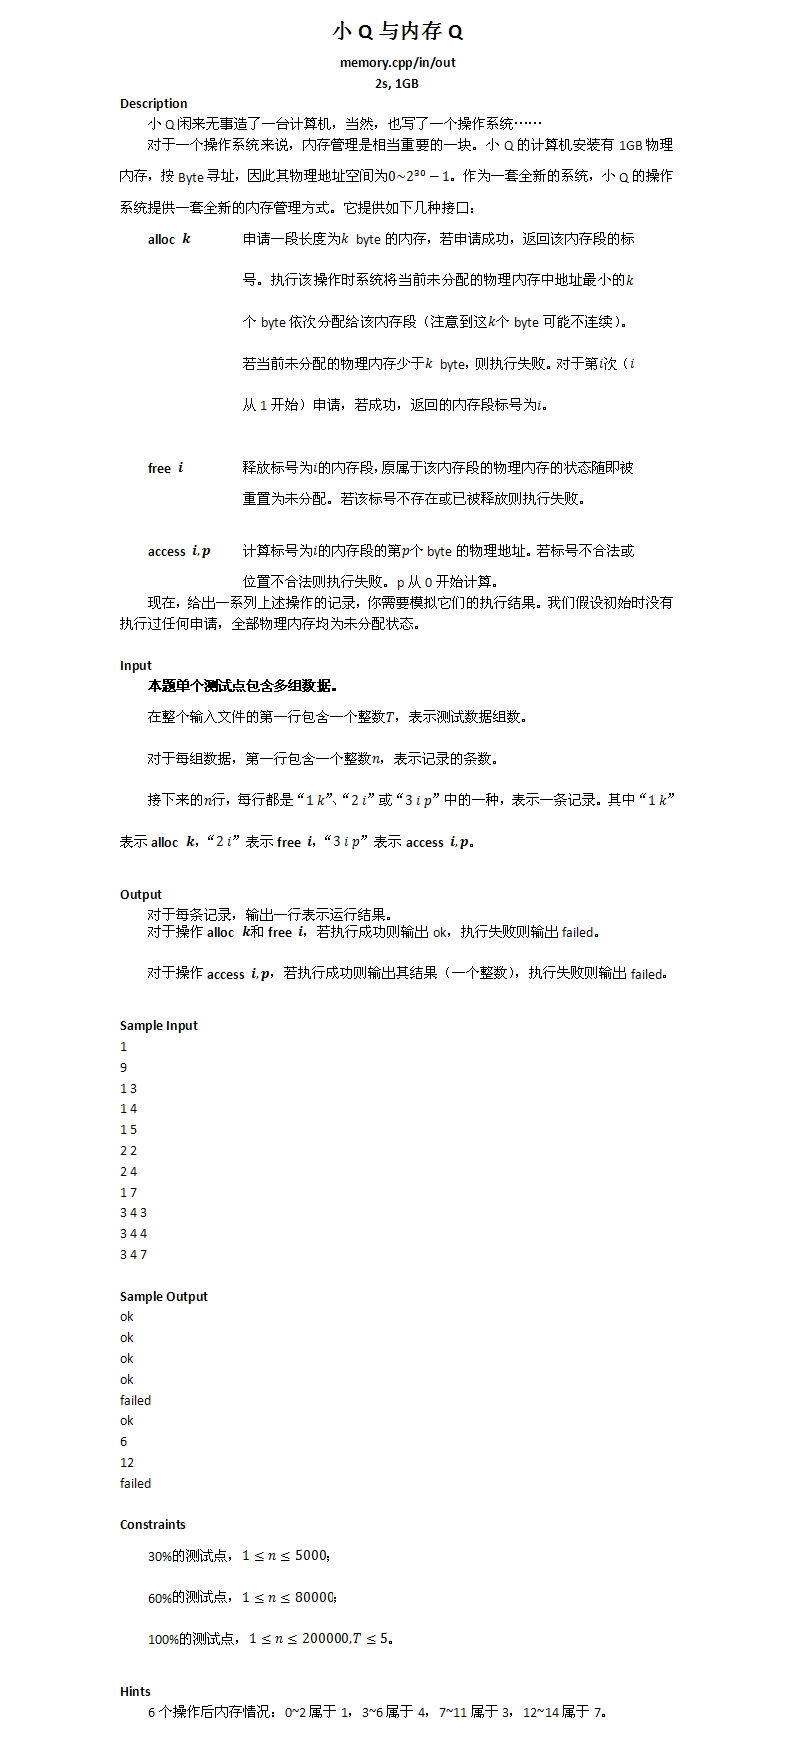 小 Q 与内存 Q
memory.cpp/in/out
2s, 1GB
Description
小 Q 闲来无事造了一台计算机，当然，也写了一个操作系统……
对于一个操作系统来说，内存管理是相当重要的一块。小 Q 的计算机安装有 1GB 物理
内存，按 Byte 寻址，因此其物理地址空间为0~2³⁰ − 1。作为一套全新的系统，小 Q 的操作
系统提供一套全新的内存管理方式。它提供如下几种接口：
alloc k 申请一段长度为k byte 的内存，若申请成功，返回该内存段的标
号。执行该操作时系统将当前未分配的物理内存中地址最小的k
个 byte 依次分配给该内存段（注意到这k个 byte 可能不连续）。
若当前未分配的物理内存少于k byte，则执行失败。对于第i次（i
从 1 开始）申请，若成功，返回的内存段标号为i。
free i 释放标号为i的内存段，原属于该内存段的物理内存的状态随即被
重置为未分配。若该标号不存在或已被释放则执行失败。
access i,p 计算标号为i的内存段的第p个 byte 的物理地址。若标号不合法或
位置不合法则执行失败。p 从 0 开始计算。
现在，给出一系列上述操作的记录，你需要模拟它们的执行结果。我们假设初始时没有
执行过任何申请，全部物理内存均为未分配状态。
Input
本题单个测试点包含多组数据。
在整个输入文件的第一行包含一个整数T，表示测试数据组数。
对于每组数据，第一行包含一个整数n，表示记录的条数。
接下来的n行，每行都是“1 k”、“2 i”或“3 i p”中的一种，表示一条记录。其中“1 k”
表示 alloc k，“2 i”表示 free i，“3 i p”表示 access i,p。
Output
对于每条记录，输出一行表示运行结果。
对于操作 alloc k和 free i，若执行成功则输出 ok，执行失败则输出 failed。
对于操作 access i,p，若执行成功则输出其结果（一个整数），执行失败则输出 failed。
Sample Input
1
9
1 3
1 4
1 5
2 2
2 4
1 7
3 4 3
3 4 4
3 4 7
Sample Output
ok
ok
ok
ok
failed
ok
6
12
failed
Constraints
30%的测试点，1 ≤ n ≤ 5000；
60%的测试点，1 ≤ n ≤ 80000；
100%的测试点，1 ≤ n ≤ 200000,T ≤ 5。
Hints
6 个操作后内存情况：0~2 属于 1，3~6 属于 4，7~11 属于 3，12~14 属于 7。